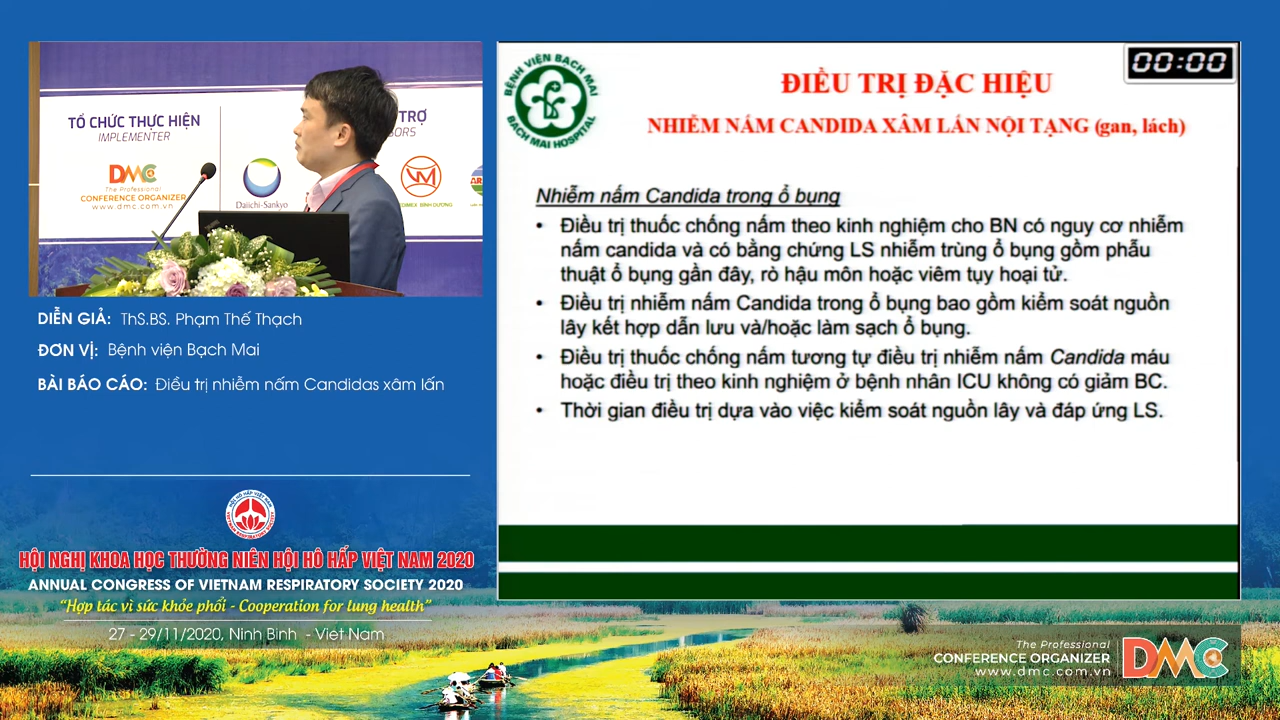 TỔ CHỨC THỰC HIỆN
IMPLEMENTER
DMC
The Professional
CONFERENCE ORGANIZER
www.dmc.com.vn
Daiichi-Sankyo
TRỢ
DIỄN GIẢ: ThS.BS. Phạm Thế Thạch
ĐƠN VỊ: Bệnh viện Bạch Mai
BÀI BÁO CÁO: Điều trị nhiễm nấm Candidas xâm lấn
HỘI HÔ HẤP VIỆT NAM
VIETNAM RESPIRATORY SOCIETY
HỘI NGHỊ KHOA HỌC THƯỜNG NIÊN HỘI HÔ HẤP VIỆT NAM 2020
ANNUAL CONGRESS OF VIETNAM RESPIRATORY SOCIETY 2020
“Hợp tác vì sức khỏe phổi - Cooperation for lung health”
27 - 29/11/2020, Ninh Bình - Viet Nam
BỆNH VIỆN BẠCH MAI
BACH MAI HOSPITAL
00:00
ĐIỀU TRỊ ĐẶC HIỆU
NHIỄM NẤM CANDIDA XÂM LẤN NỘI TẠNG (gan, lách)
Nhiễm nấm Candida trong ổ bụng
• Điều trị thuốc chống nấm theo kinh nghiệm cho BN có nguy cơ nhiễm
nấm candida và có bằng chứng LS nhiễm trùng ổ bụng gồm phẫu
thuật ổ bụng gần đây, rò hậu môn hoặc viêm tụy hoại tử.
• Điều trị nhiễm nấm Candida trong ổ bụng bao gồm kiểm soát nguồn
lây kết hợp dẫn lưu và/hoặc làm sạch ổ bụng.
• Điều trị thuốc chống nấm tương tự điều trị nhiễm nấm Candida máu
hoặc điều trị theo kinh nghiệm ở bệnh nhân ICU không có giảm BC.
• Thời gian điều trị dựa vào việc kiểm soát nguồn lây và đáp ứng LS.
The Professional
CONFERENCE ORGANIZER
www.dmc.com.vn
DMC